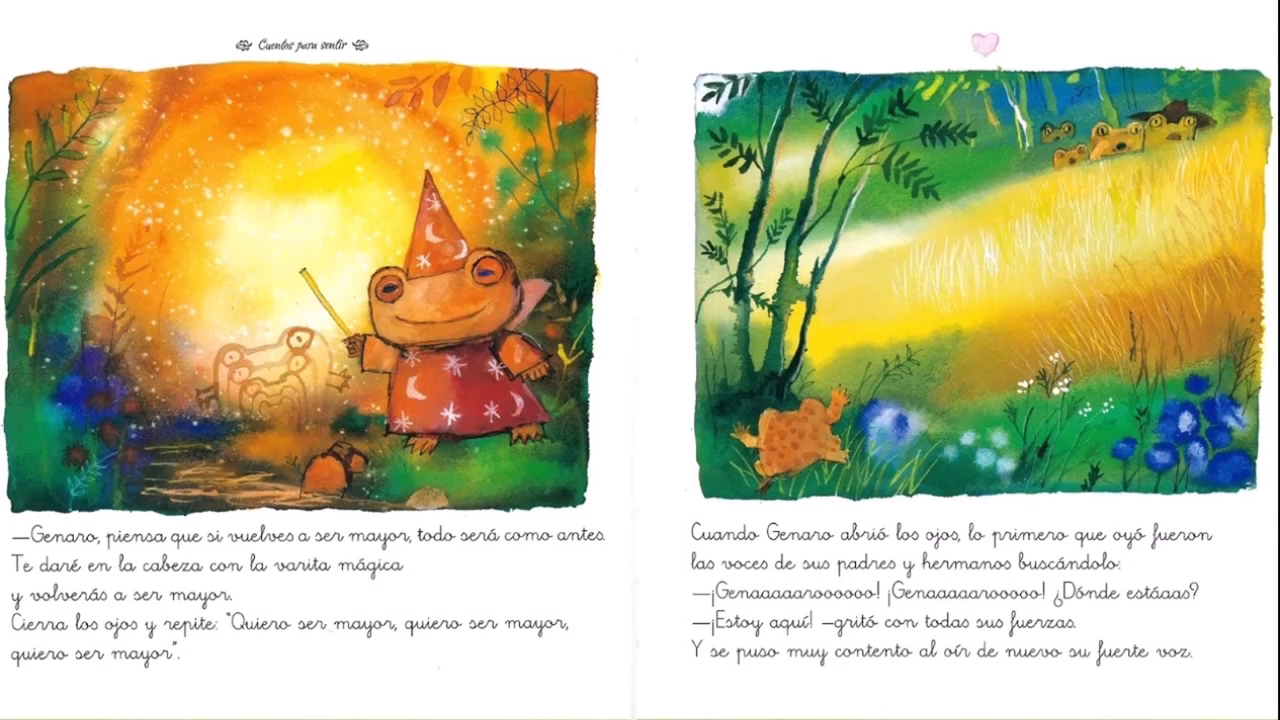 Cuentos para sentir
—Genaro, piensa que si vuelves a ser mayor, todo será como antes.
Te daré en la cabeza con la varita mágica
y volverás a ser mayor.
Cierra los ojos y repite: "Quiero ser mayor, quiero ser mayor,
quiero ser mayor".
Cuando Genaro abrió los ojos, lo primero que oyó fueron
las voces de sus padres y hermanos buscándolo:
—¡Genaaaaaroooooo! ¡Genaaaaarooooo! ¿Dónde estáaas?
—¡Estoy aquí! —gritó con todas sus fuerzas.
Y se puso muy contento al oír de nuevo su fuerte voz.